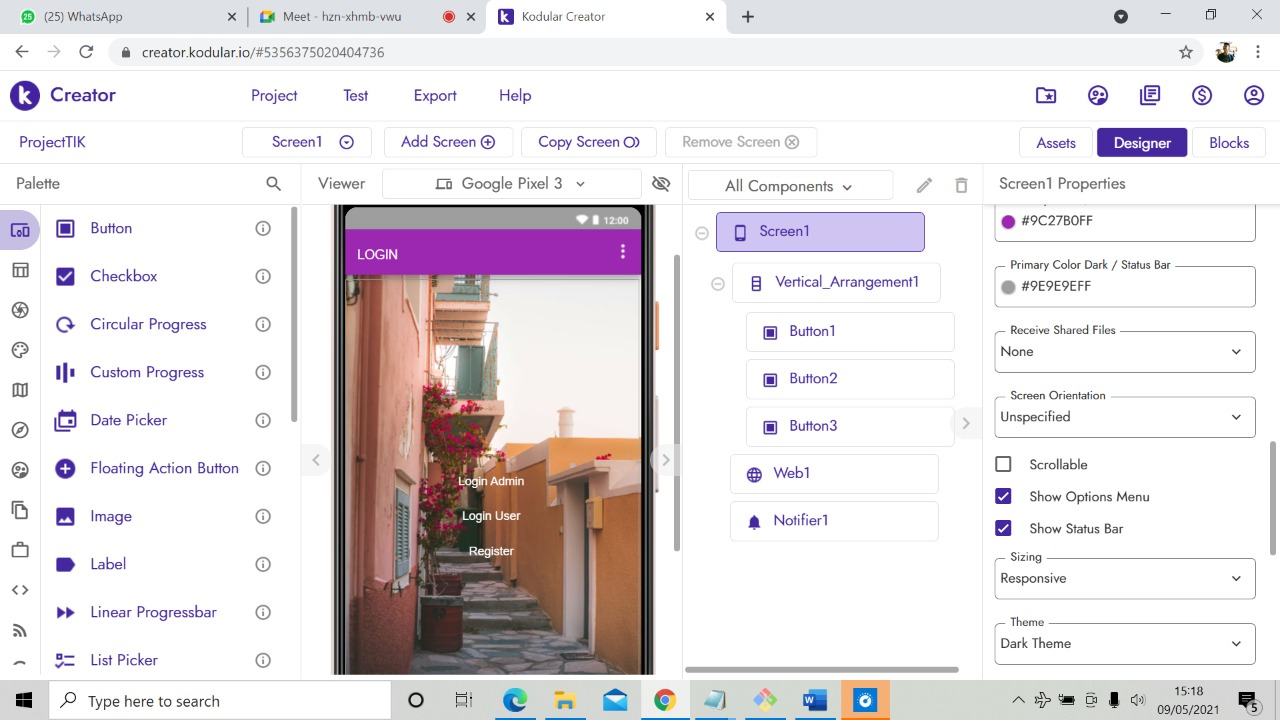 25
(25) WhatsApp
Meet - hzn-xhmb-vwu
Kodular Creator
creator.kodular.io/#5356375020404736
Creator
Project
Test
Export
Help
ProjectTIK
Screen1
Add Screen
Copy Screen
Remove Screen
Assets
Designer
Blocks
Palette
Viewer
Google Pixel 3
All Components
Screen1 Properties
Button
Checkbox
Circular Progress
Custom Progress
Date Picker
Floating Action Button
Image
Label
Linear Progressbar
List Picker
12:00
LOGIN
Login Admin
Login User
Register
Screen1
Vertical_Arrangement1
Button1
Button2
Button3
Web1
Notifier1
#9C27B0FF
Primary Color Dark / Status Bar
#9E9E9EFF
Receive Shared Files
None
Screen Orientation
Unspecified
Scrollable
Show Options Menu
Show Status Bar
Sizing
Responsive
Theme
Dark Theme
Type here to search
15:18
09/05/2021
5